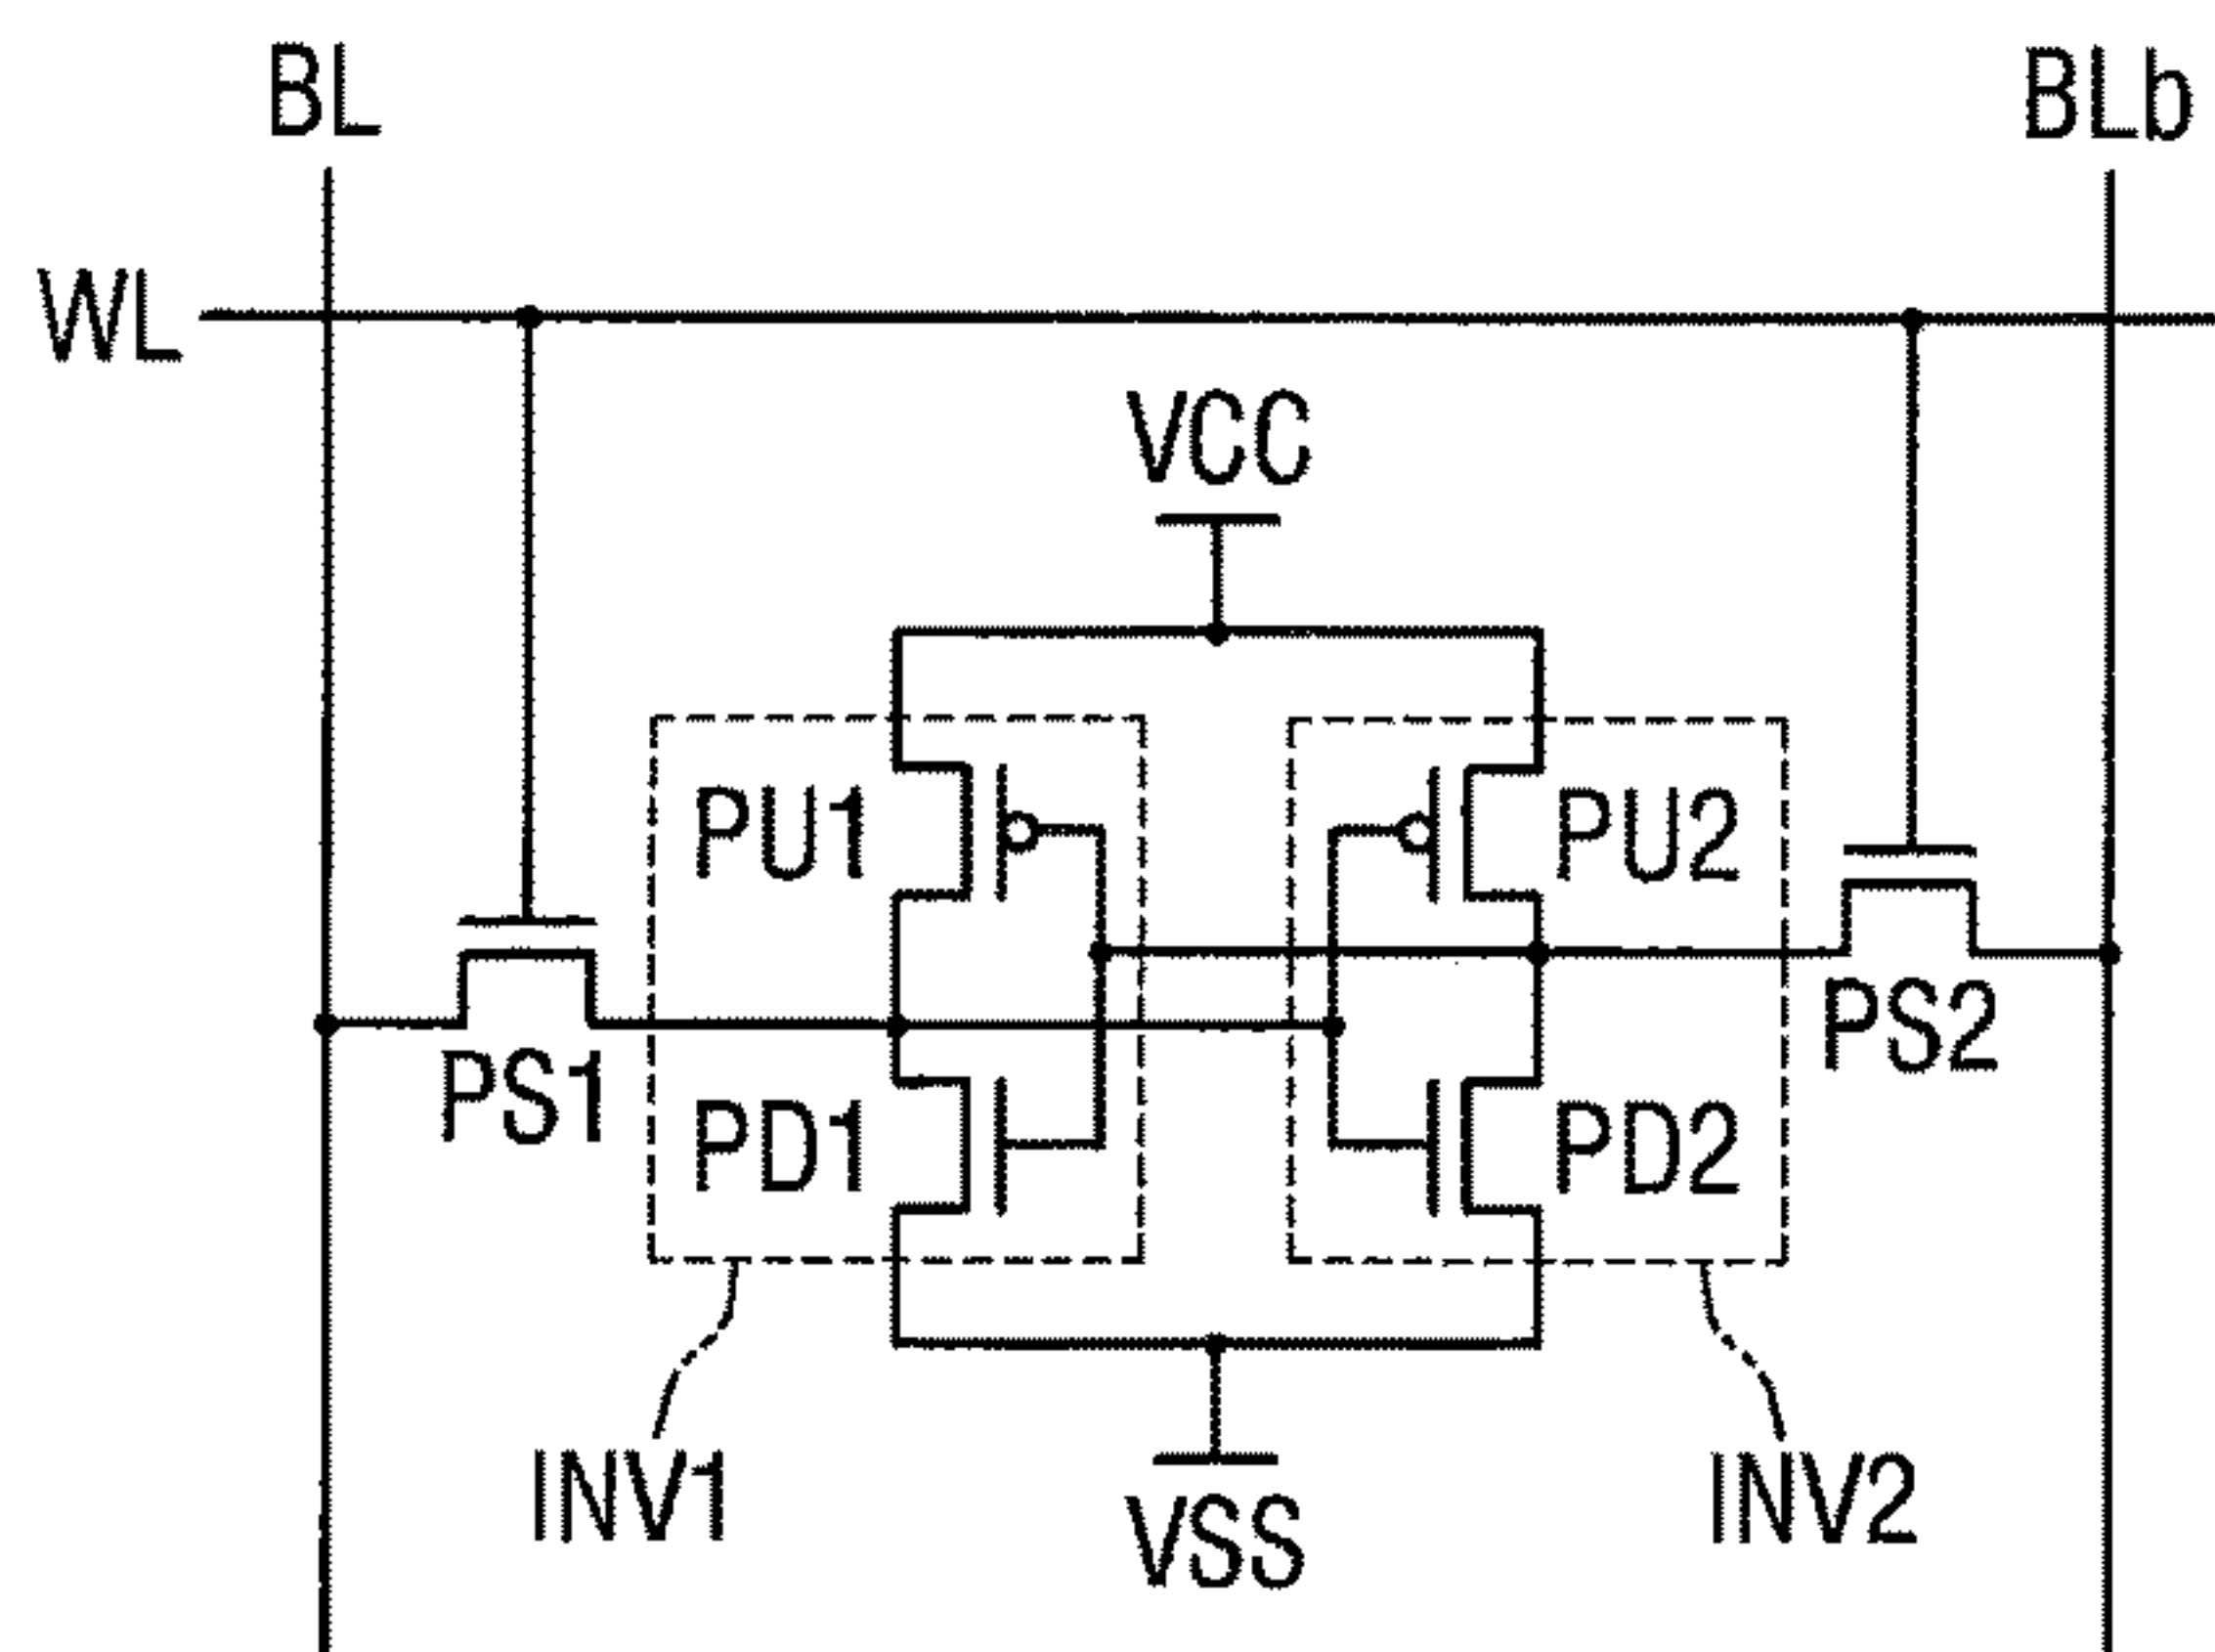 BL
BLb
WL
VCC
PU1
PU2
PS1
PS2
PD1
PD2
INV1
INV2
VSS